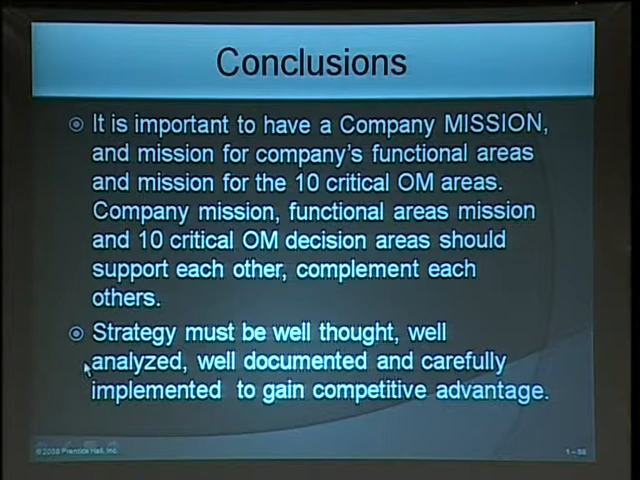 Conclusions
It is important to have a Company MISSION,
and mission for company's functional areas
and mission for the 10 critical OM areas.
Company mission, functional areas mission
and 10 critical OM decision areas should
support each other, complement each
others.
Strategy must be well thought, well
analyzed, well documented and carefully
implemented to gain competitive advantage.
©2008 Prentice Hall, Inc.
1 – 58